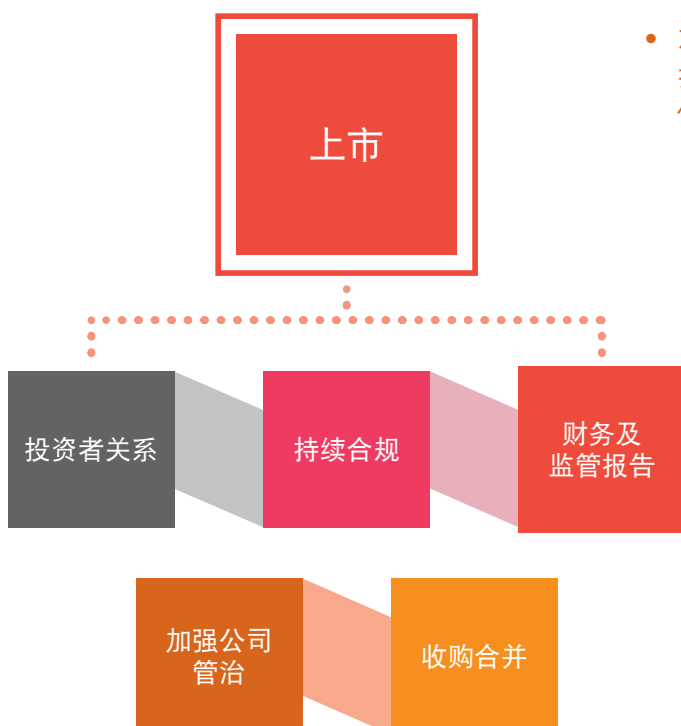 上市
投资者关系
持续合规
财务及
监管报告
加强公司
管治
收购合并